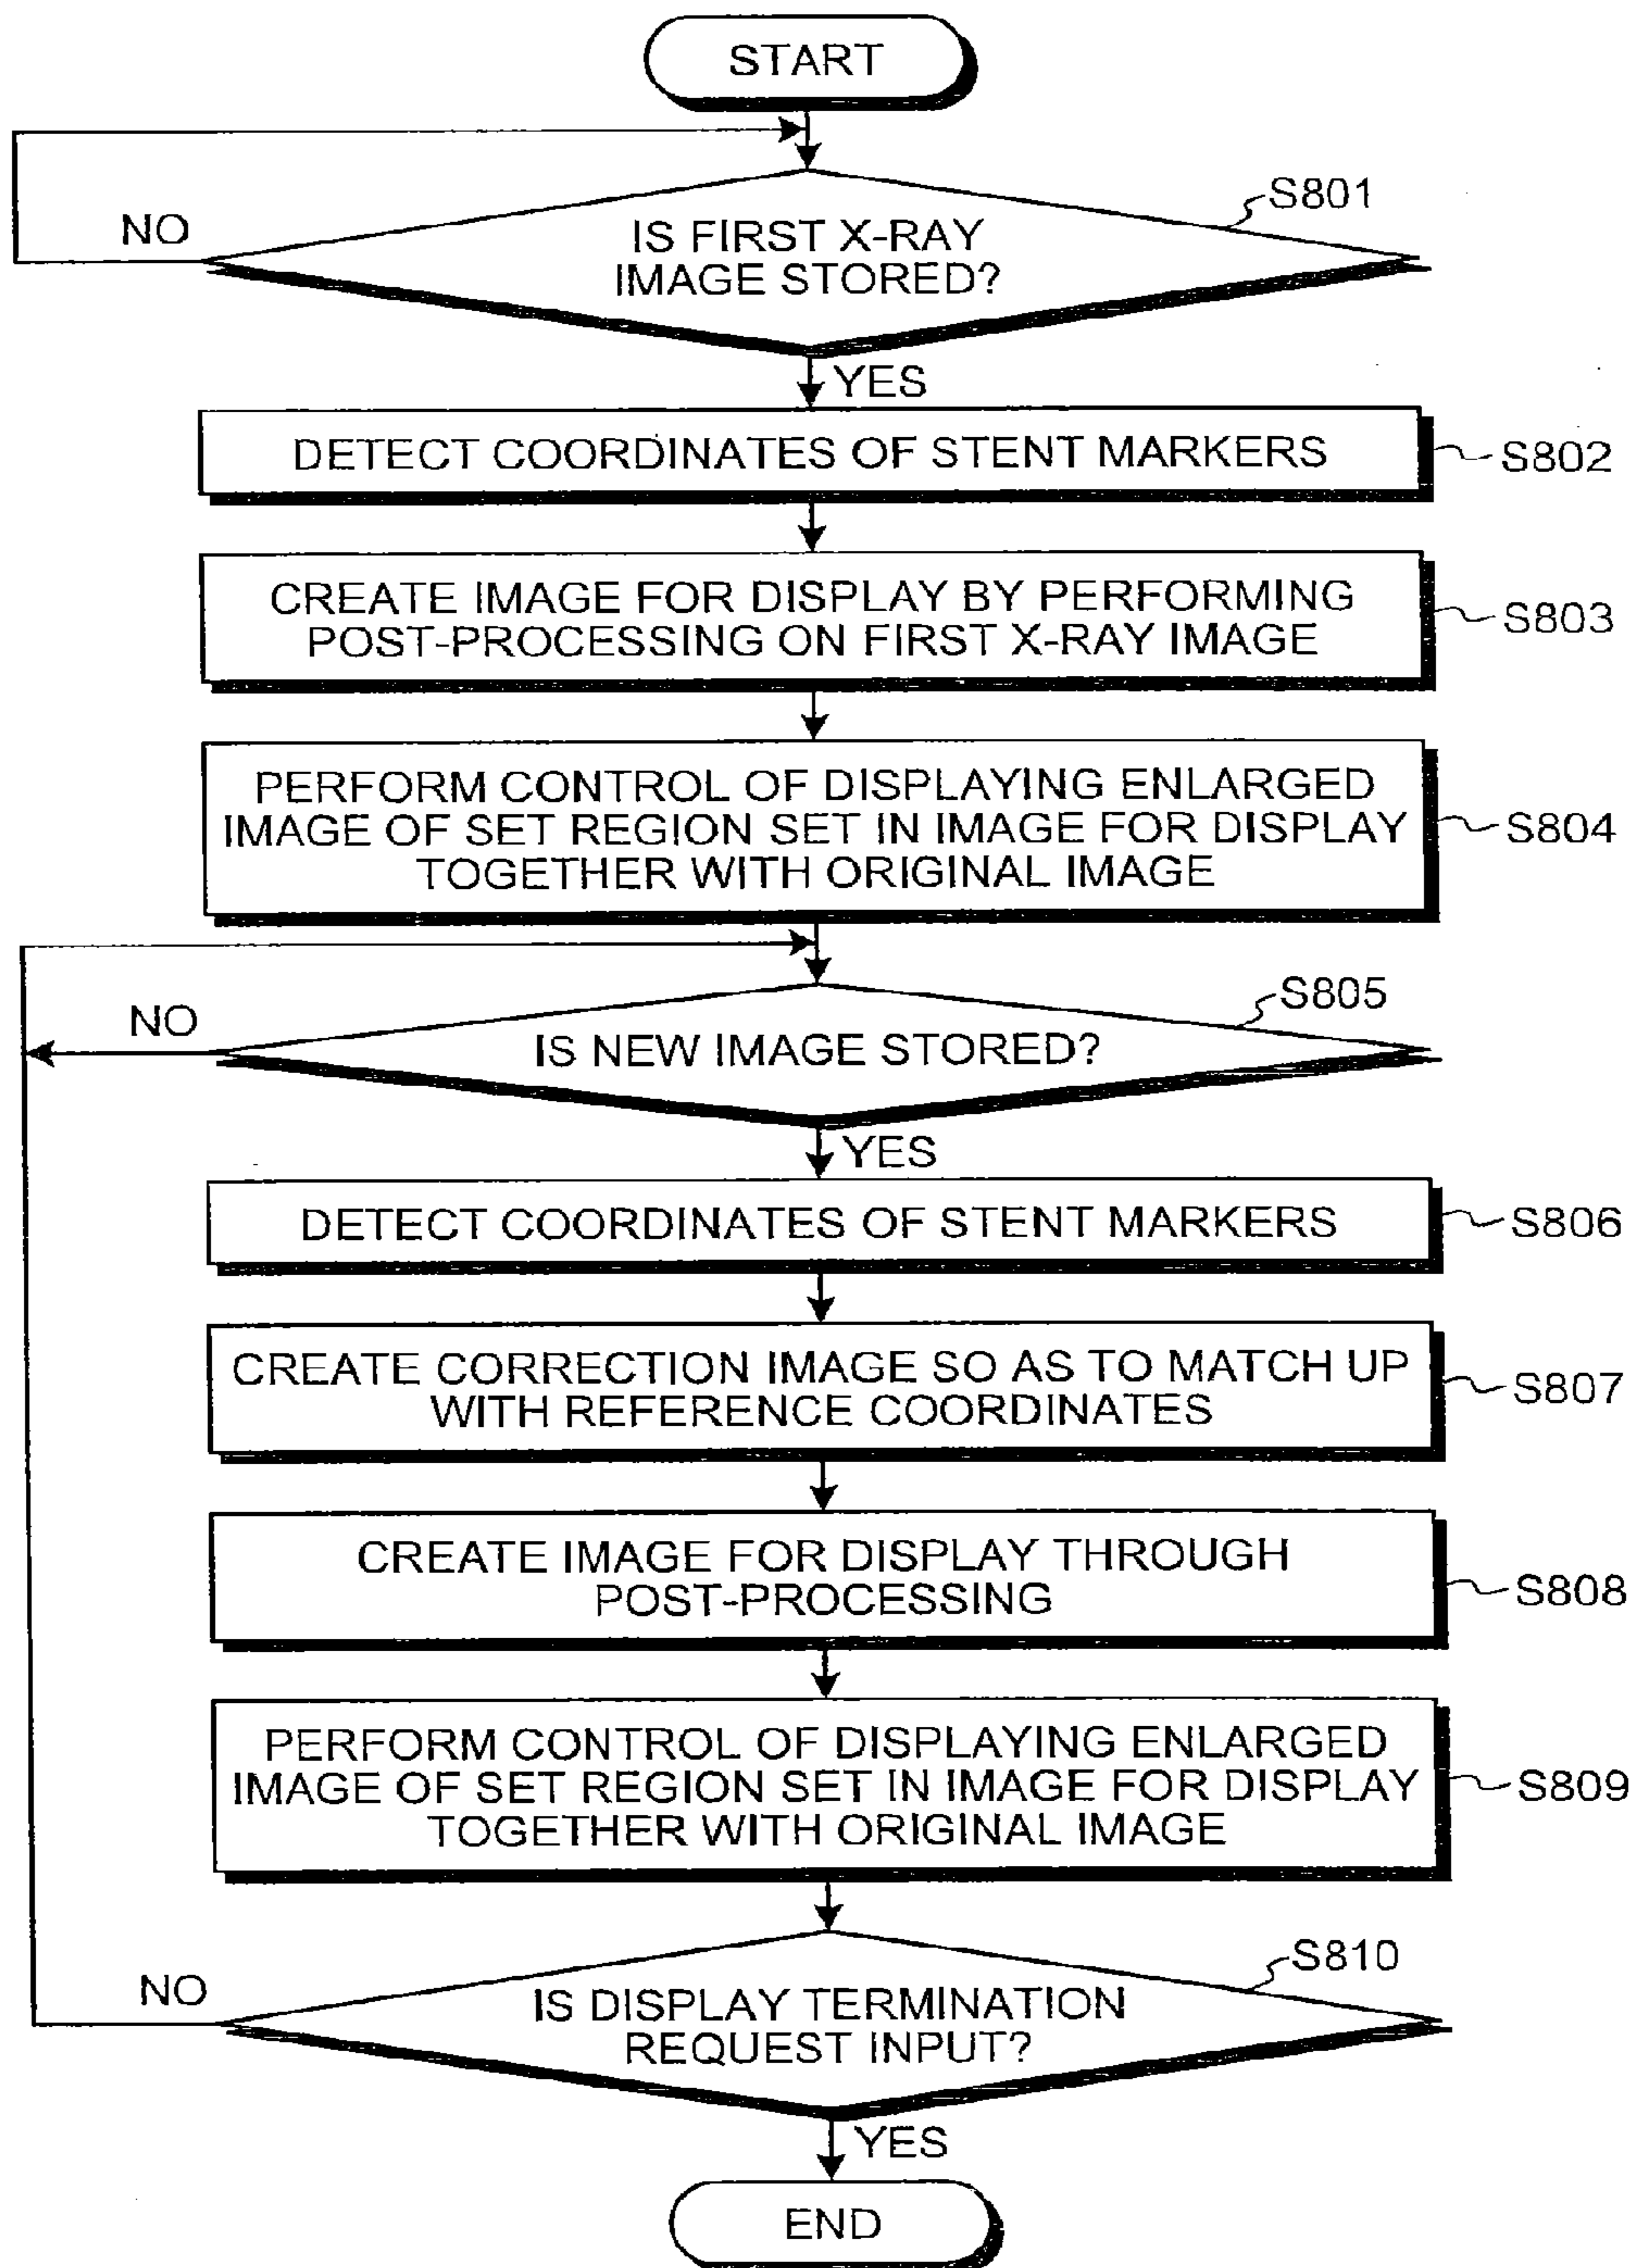 START
NO
S801
IS FIRST X-RAY
IMAGE STORED?
YES
DETECT COORDINATES OF STENT MARKERS
S802
CREATE IMAGE FOR DISPLAY BY PERFORMING
POST-PROCESSING ON FIRST X-RAY IMAGE
S803
PERFORM CONTROL OF DISPLAYING ENLARGED
IMAGE OF SET REGION SET IN IMAGE FOR DISPLAY
TOGETHER WITH ORIGINAL IMAGE
S804
NO
S805
IS NEW IMAGE STORED?
YES
DETECT COORDINATES OF STENT MARKERS
S806
CREATE CORRECTION IMAGE SO AS TO MATCH UP
WITH REFERENCE COORDINATES
S807
CREATE IMAGE FOR DISPLAY THROUGH
POST-PROCESSING
S808
PERFORM CONTROL OF DISPLAYING ENLARGED
IMAGE OF SET REGION SET IN IMAGE FOR DISPLAY
TOGETHER WITH ORIGINAL IMAGE
S809
NO
S810
IS DISPLAY TERMINATION
REQUEST INPUT?
YES
END